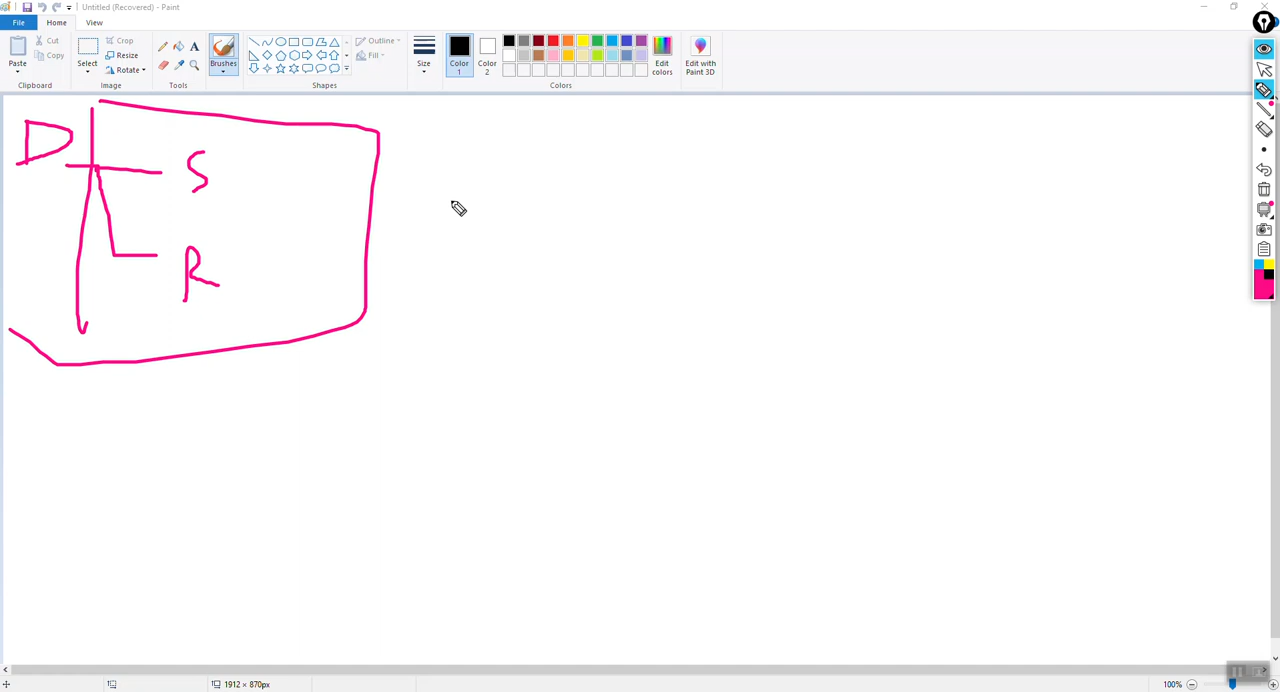 Untitled (Recovered) - Paint
File Home View
Paste Cut Copy Clipboard
Select Crop Resize Rotate Image
A Tools
Brushes
Outline Fill Shapes
Size
Color 1 Color 2 Edit colors Colors
Edit with Paint 3D
D
S
R
1912 × 870px 100%